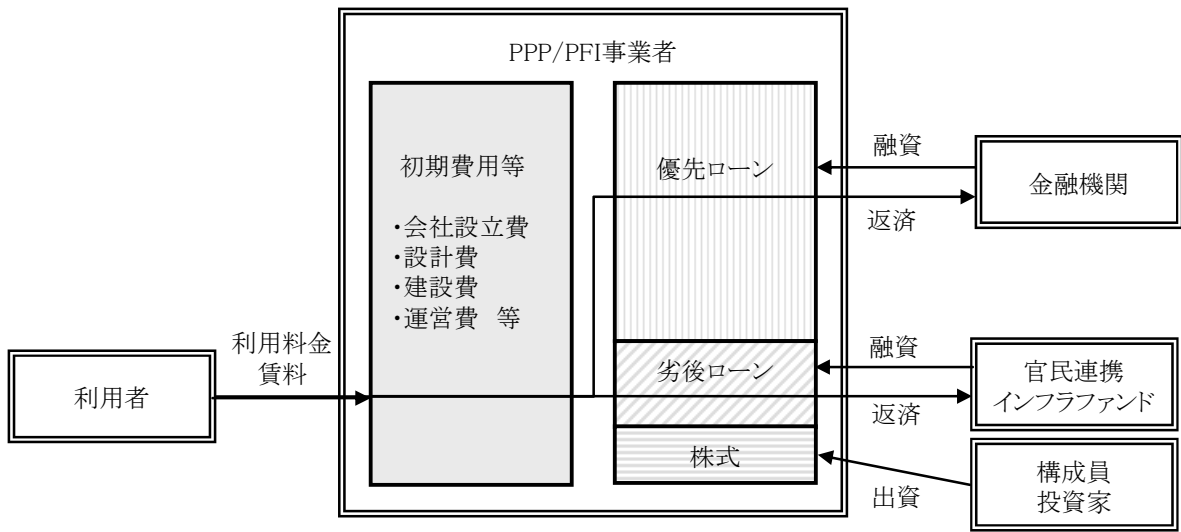 PPP/PFI事業者
初期費用等
・会社設立費
・設計費
・建設費
・運営費　等
優先ローン
劣後ローン
株式
利用者
利用料金
賃料
融資
返済
金融機関
融資
返済
官民連携
インフラファンド
出資
構成員
投資家